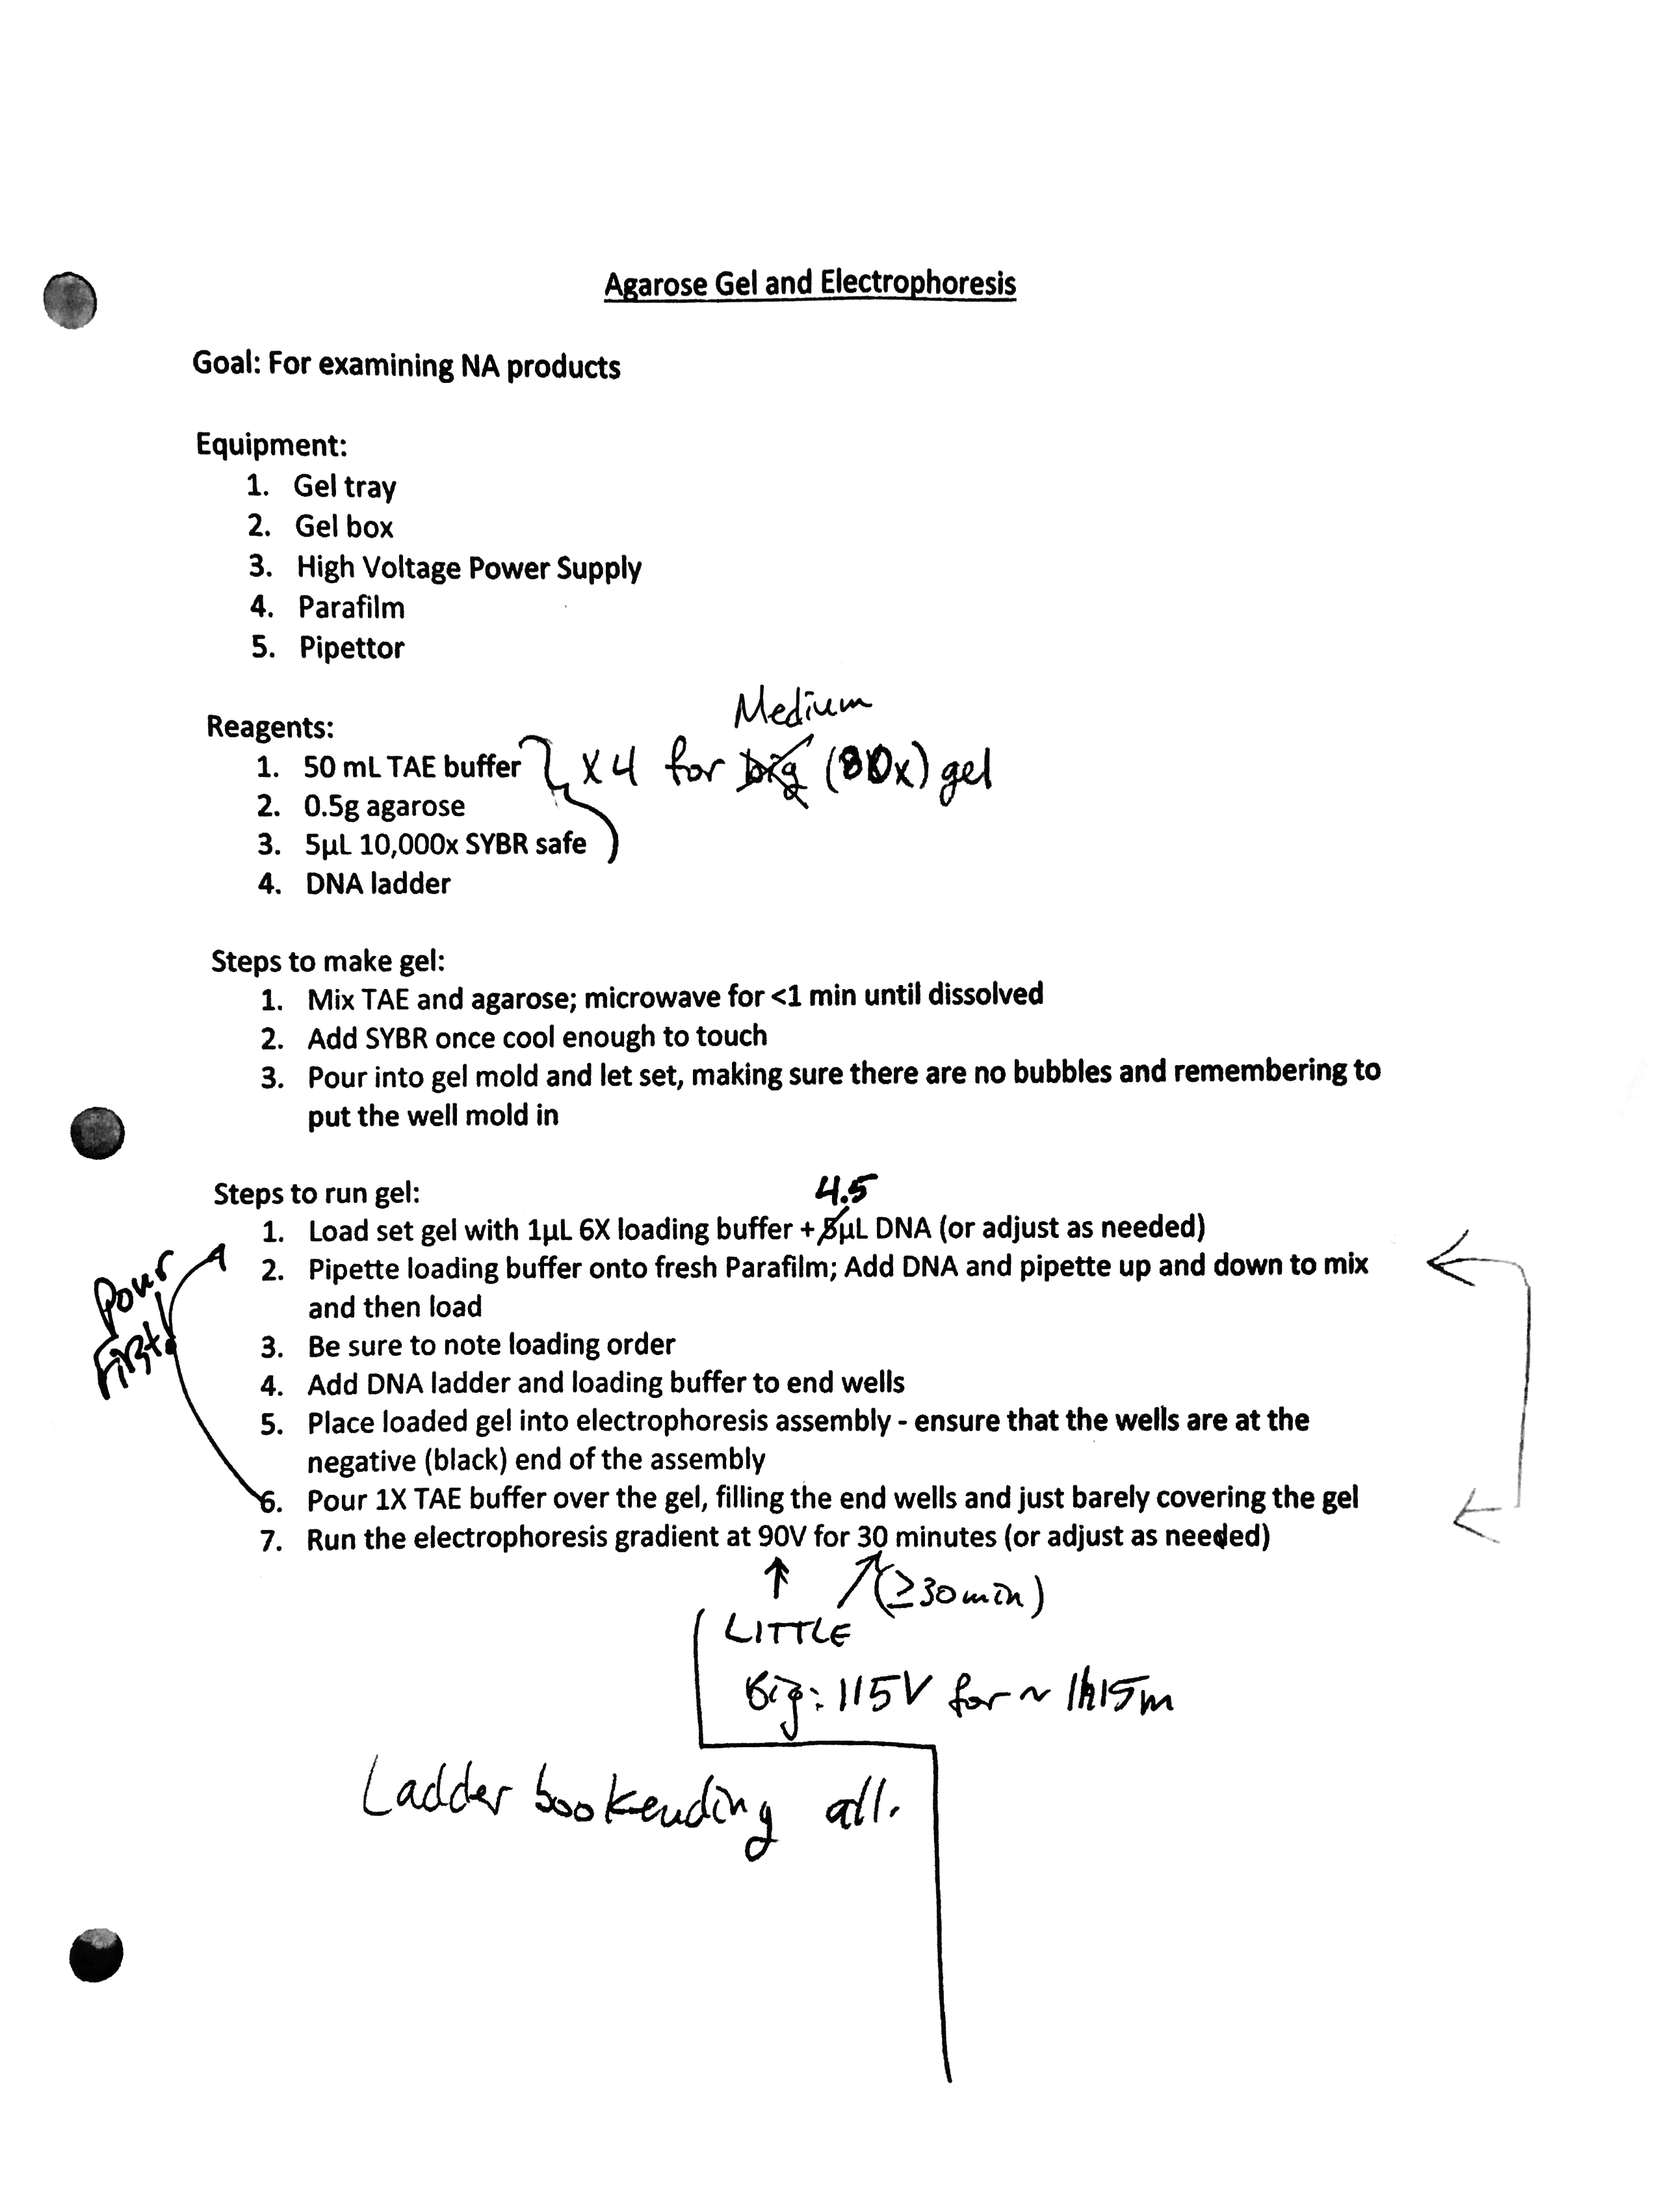 Agarose Gel and Electrophoresis
Goal: For examining NA products
Equipment:
1. Gel tray
2. Gel box
3. High Voltage Power Supply
4. Parafilm
5. Pipettor
Medium
Reagents:
1. 50 mL TAE buffer x 4 for big (80x) gel
2. 0.5g agarose
3. 5µL 10,000x SYBR safe
4. DNA ladder
Steps to make gel:
1. Mix TAE and agarose; microwave for <1 min until dissolved
2. Add SYBR once cool enough to touch
3. Pour into gel mold and let set, making sure there are no bubbles and remembering to
put the well mold in
Steps to run gel:
4.5
1. Load set gel with 1µL 6X loading buffer + 5µL DNA (or adjust as needed)
2. Pipette loading buffer onto fresh Parafilm; Add DNA and pipette up and down to mix
and then load
Pour
First!
3. Be sure to note loading order
4. Add DNA ladder and loading buffer to end wells
5. Place loaded gel into electrophoresis assembly - ensure that the wells are at the
negative (black) end of the assembly
6. Pour 1X TAE buffer over the gel, filling the end wells and just barely covering the gel
7. Run the electrophoresis gradient at 90V for 30 minutes (or adjust as needed)
(≥30min)
LITTLE
Big: 115V for ~ 1h15m
Ladder bookending all.